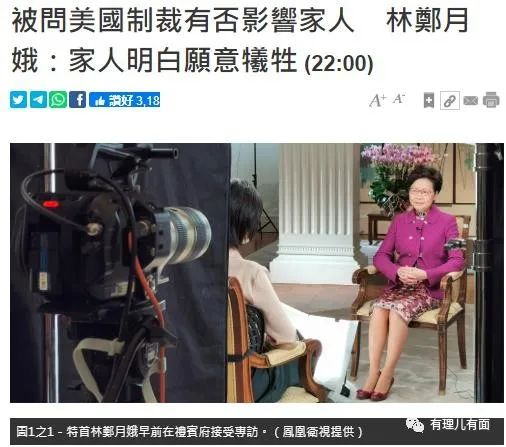 被問美國制裁有否影響家人　林鄭月
娥：家人明白願意犧牲 (22:00)
讚好 3,18
A+ A-
圖1之1 - 特首林鄭月娥早前在禮賓府接受專訪。（鳳凰衛視提供）
有理儿有面